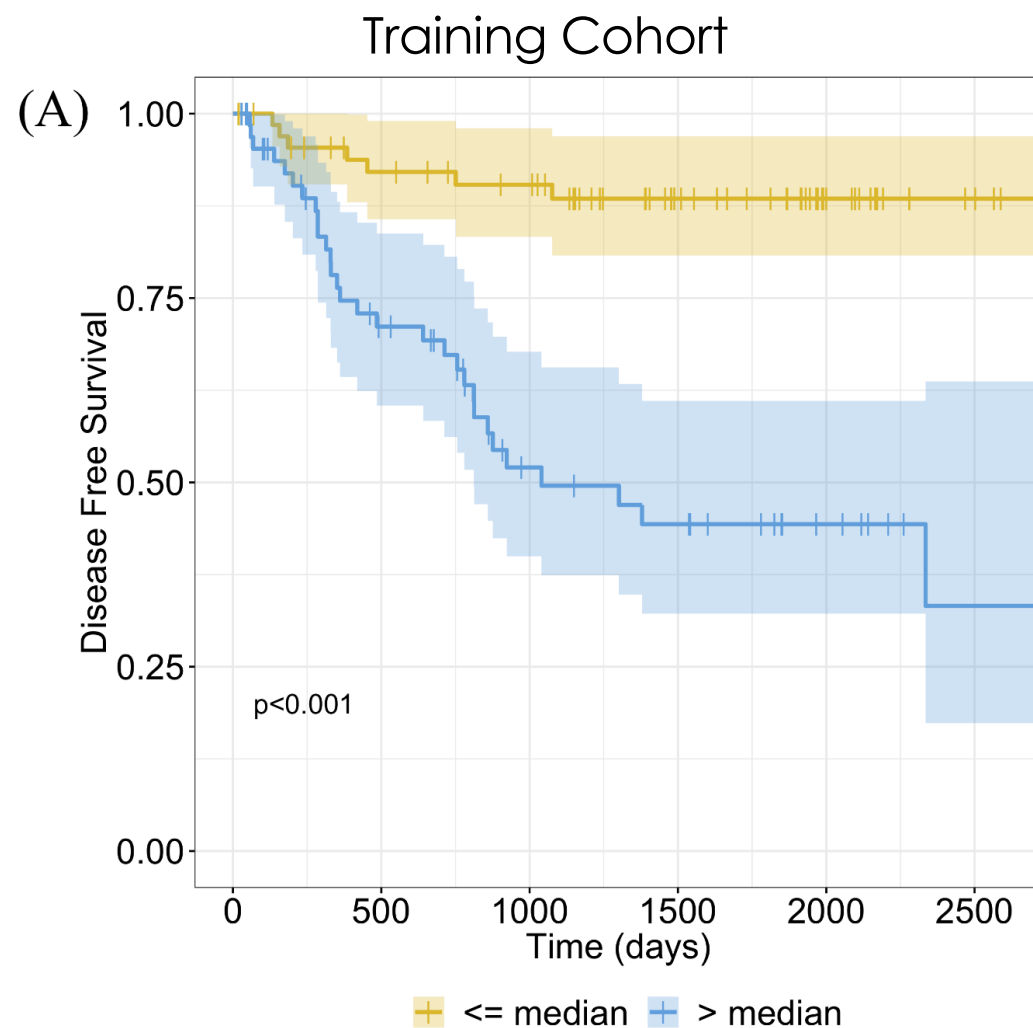 Training Cohort
(A)
Disease Free Survival
1.00
0.75
0.50
0.25
0.00
p<0.001
0 500 1000 1500 2000 2500
Time (days)
<= median > median